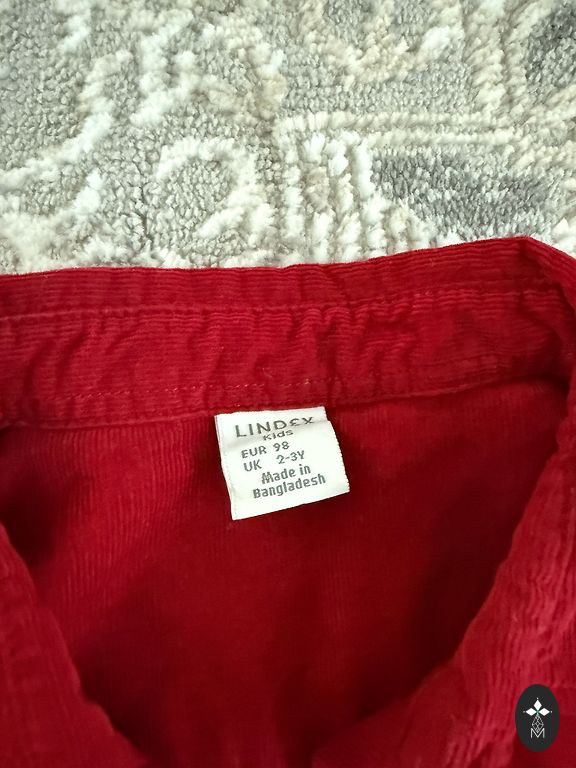 LINDEX
Kids
EUR 98
UK 2-3Y
Made in
Bangladesh
M